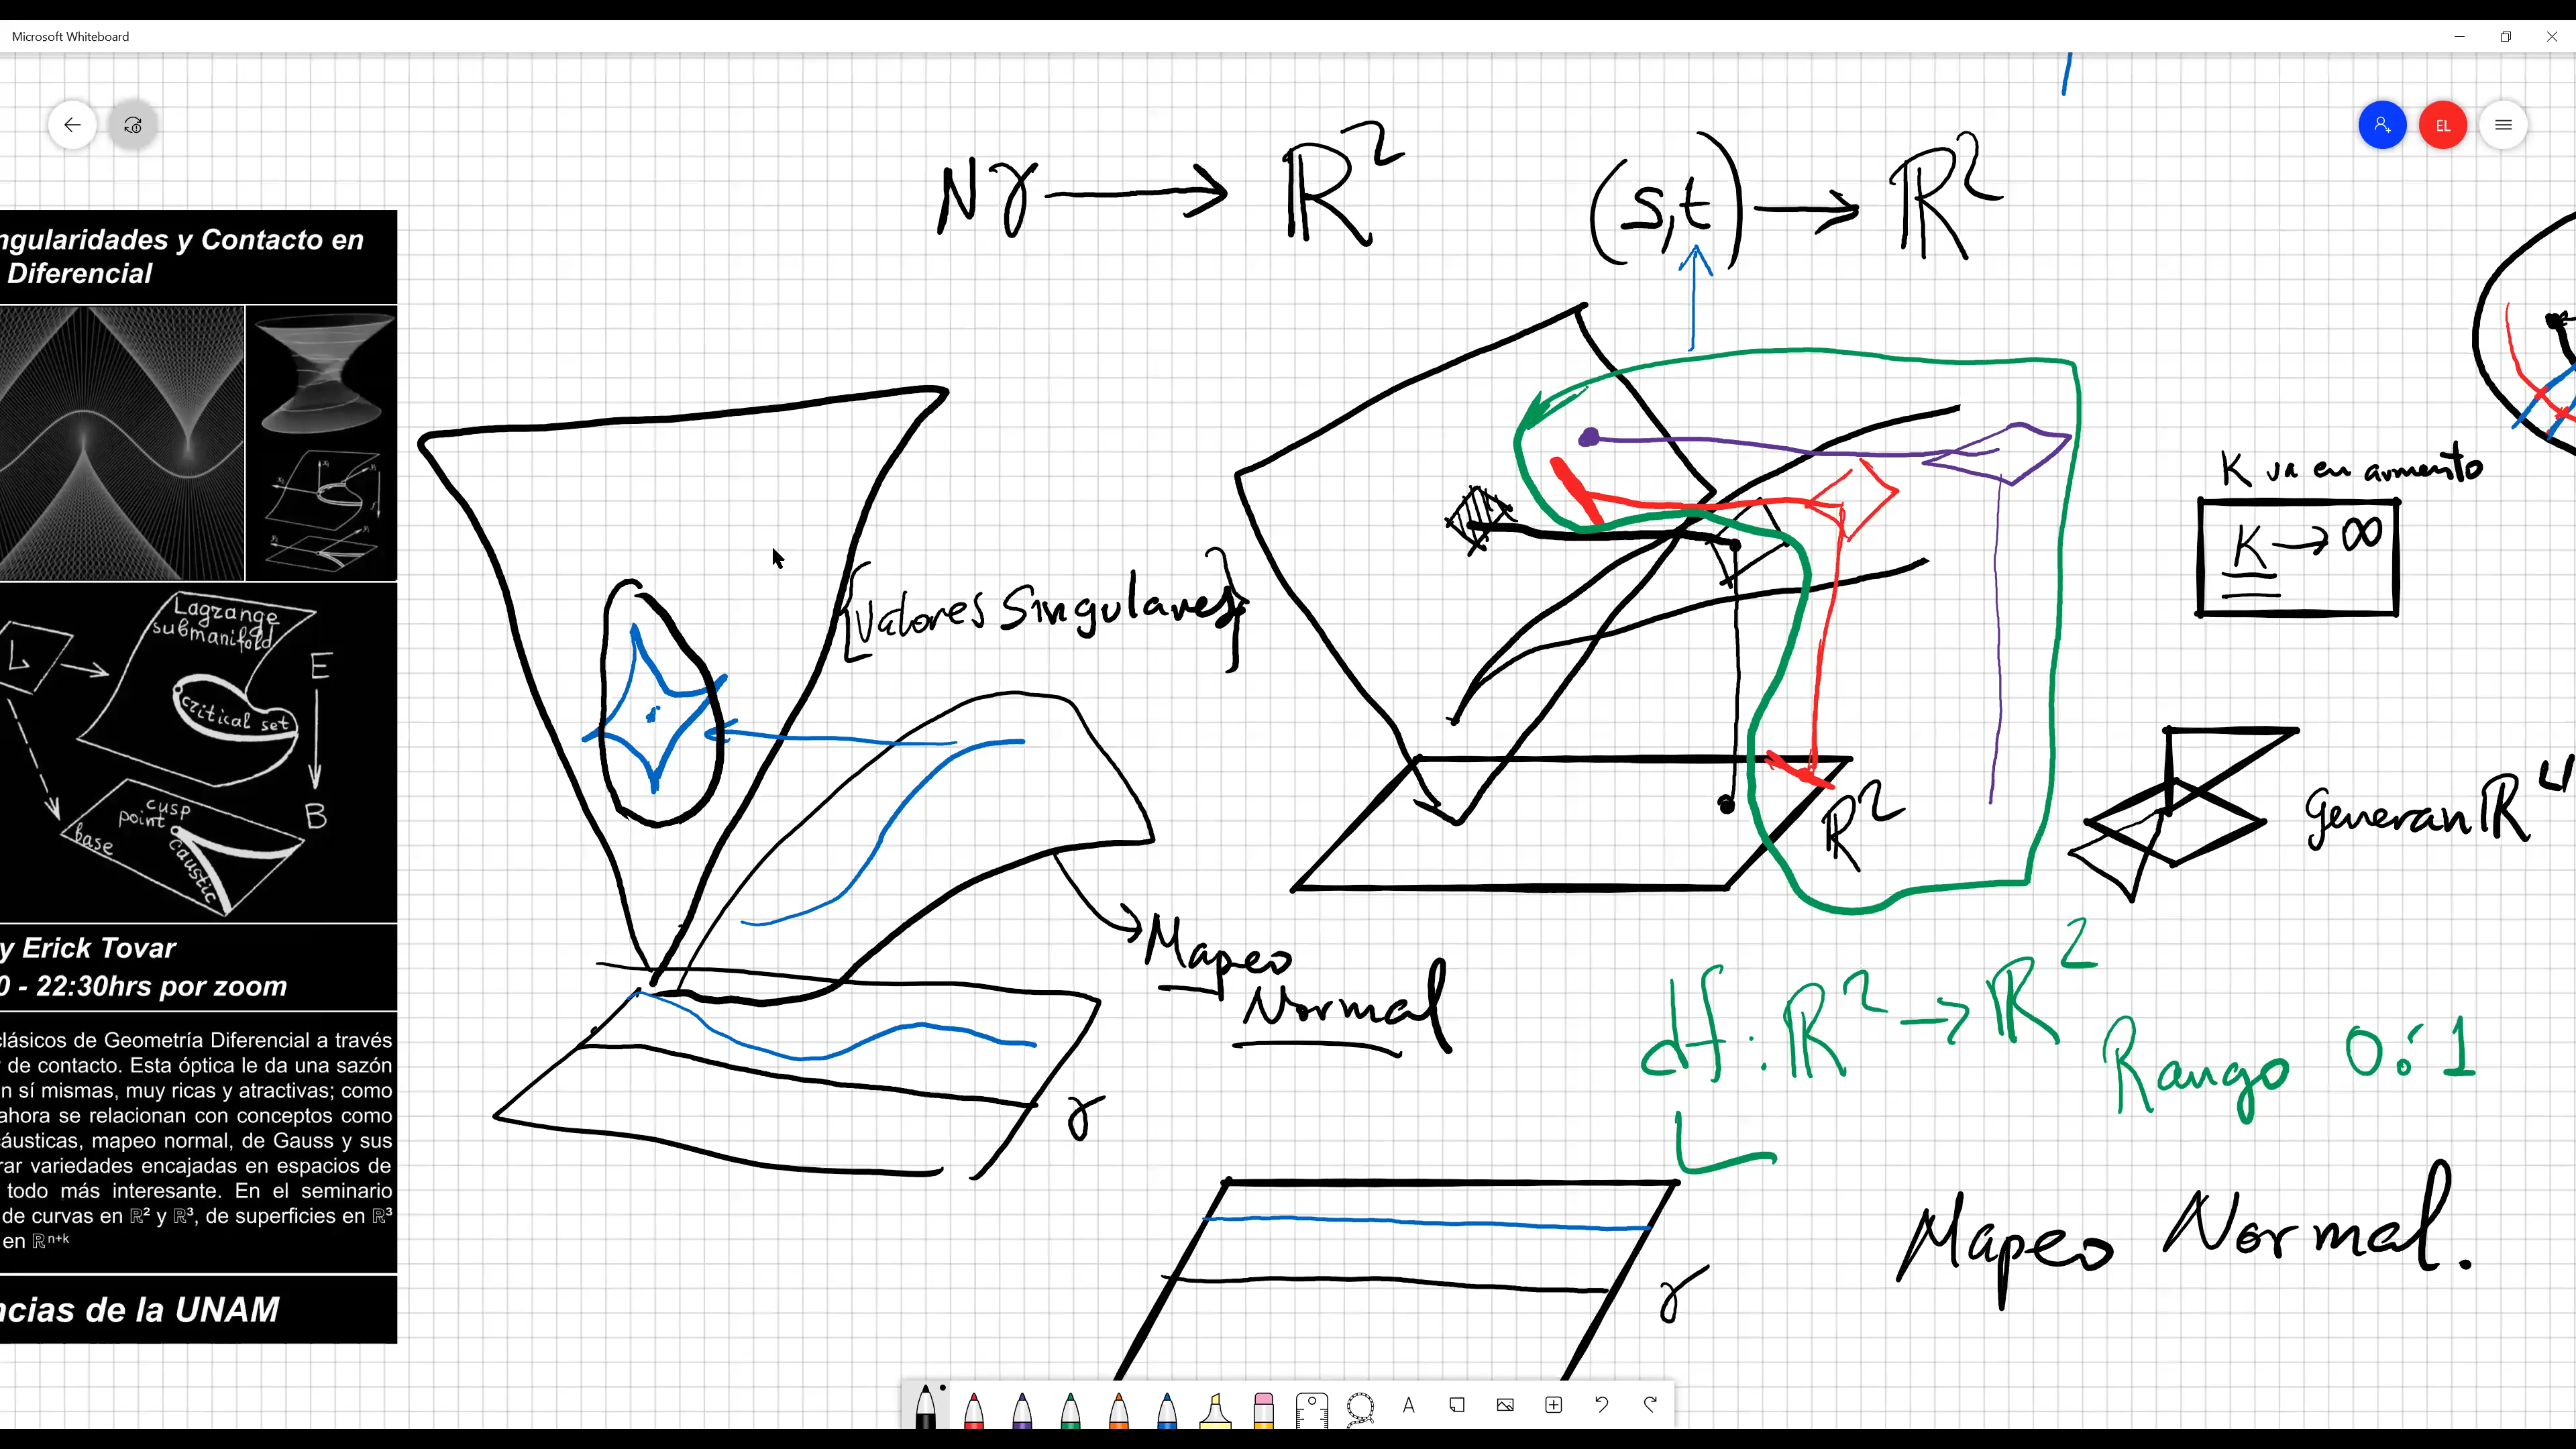 Microsoft Whiteboard
EL
ngularidades y Contacto en
Diferencial
Lagrange
submanifold
L
critical set
E
B
cusp
point
base
caustic
y Erick Tovar
0 - 22:30hrs por zoom
clásicos de Geometría Diferencial a través
de contacto. Esta óptica le da una sazón
n sí mismas, muy ricas y atractivas; como
ahora se relacionan con conceptos como
cáusticas, mapeo normal, de Gauss y sus
rar variedades encajadas en espacios de
todo más interesante. En el seminario
de curvas en ℝ² y ℝ³, de superficies en ℝ³
en ℝⁿ⁺ᵏ
ncias de la UNAM
Nγ → ℝ²
(s,t) → ℝ²
{Valores Singulares}
Mapeo
Normal
γ
ℝ²
K va en aumento
K → ∞
generan ℝ⁴
df: ℝ² → ℝ²
Rango 0 ó 1
Mapeo Normal.
γ
A